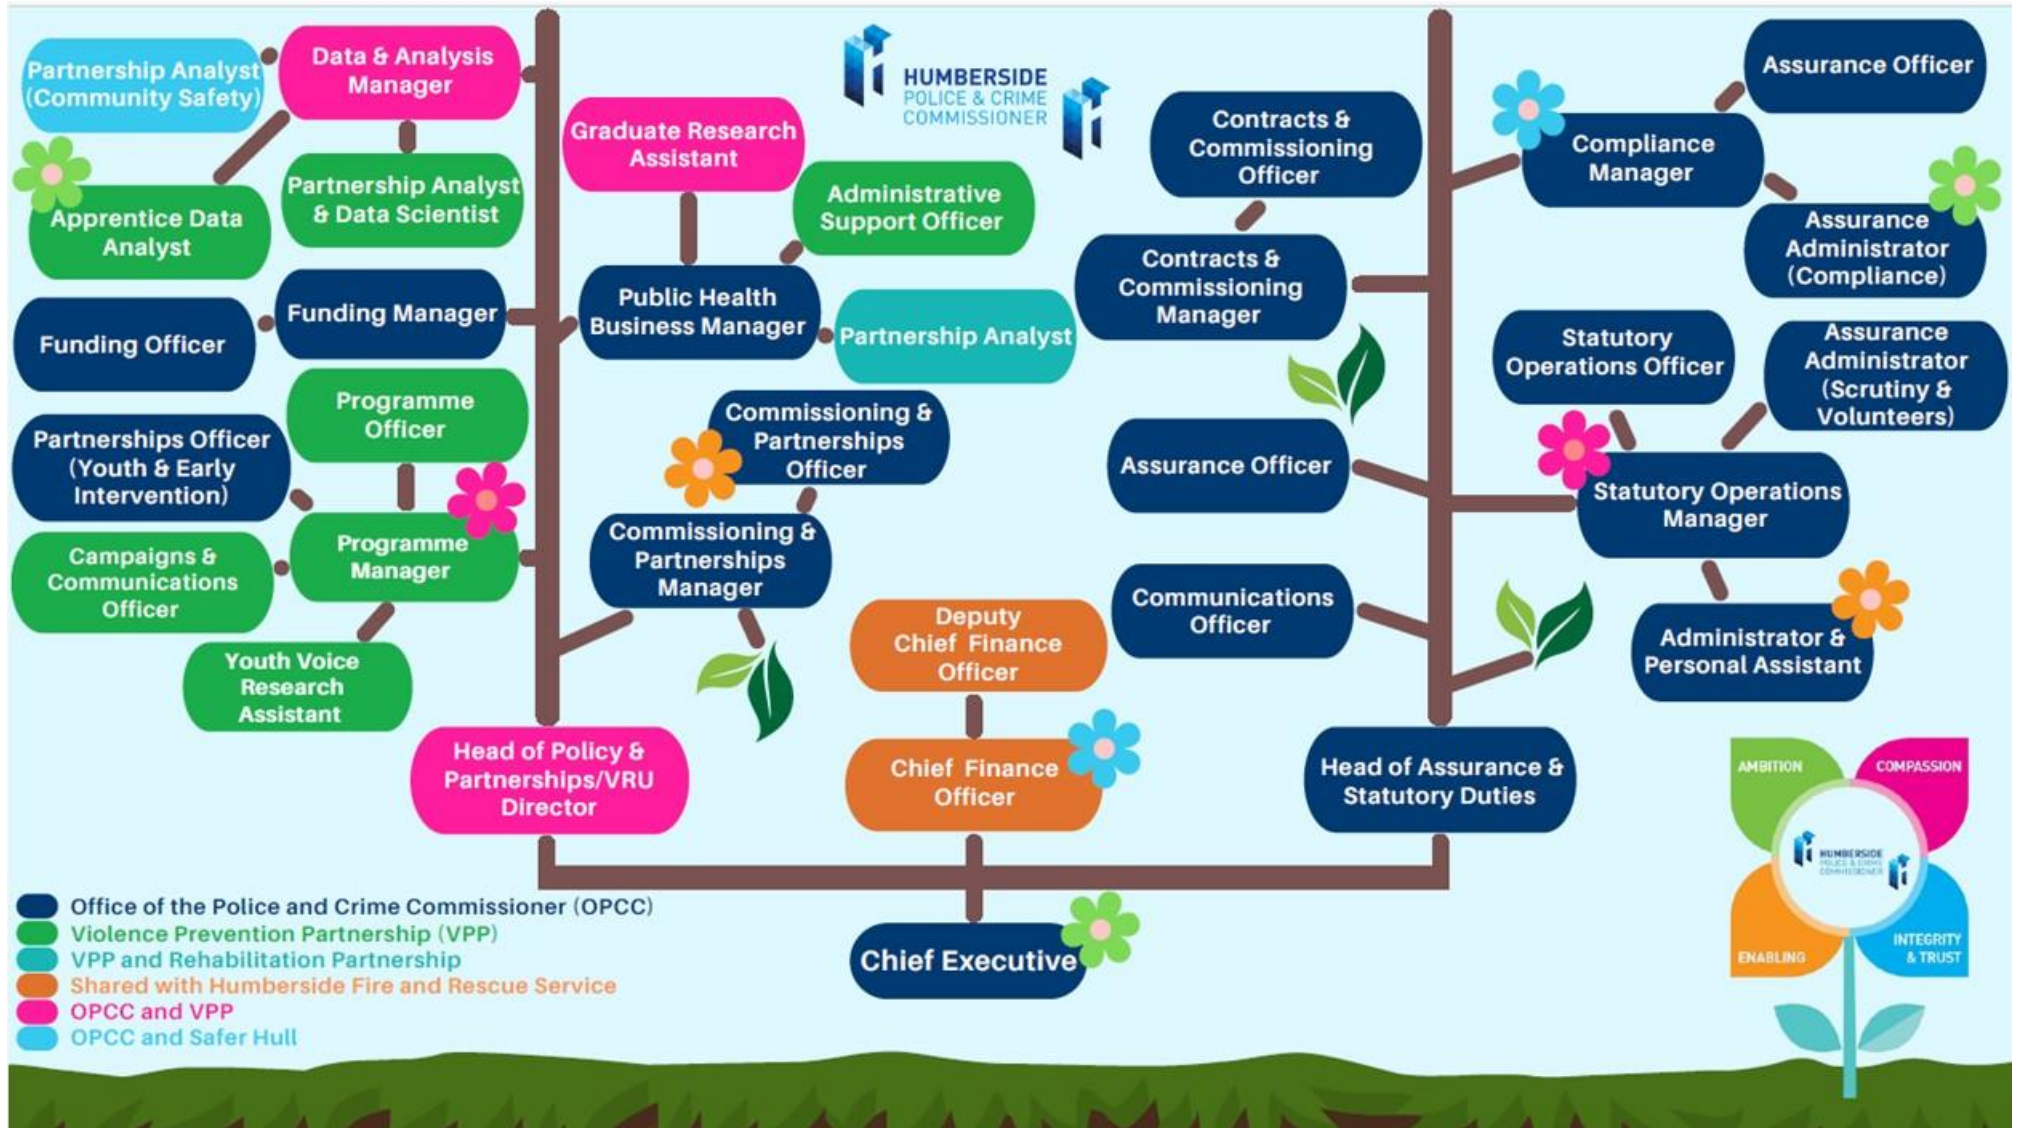 Partnership Analyst
(Community Safety)
Data & Analysis
Manager
Apprentice Data
Analyst
Partnership Analyst
& Data Scientist
Funding Officer
Funding Manager
Partnerships Officer
(Youth & Early
Intervention)
Programme
Officer
Campaigns &
Communications
Officer
Programme
Manager
Youth Voice
Research
Assistant
Graduate Research
Assistant
Administrative
Support Officer
Public Health
Business Manager
Partnership Analyst
Commissioning &
Partnerships
Officer
Commissioning &
Partnerships
Manager
Head of Policy &
Partnerships/VRU
Director
HUMBERSIDE
POLICE & CRIME
COMMISSIONER
Deputy
Chief Finance
Officer
Chief Finance
Officer
Contracts &
Commissioning
Officer
Contracts &
Commissioning
Manager
Assurance Officer
Communications
Officer
Assurance Officer
Compliance
Manager
Assurance
Administrator
(Compliance)
Statutory
Operations Officer
Assurance
Administrator
(Scrutiny &
Volunteers)
Statutory Operations
Manager
Administrator &
Personal Assistant
Head of Assurance &
Statutory Duties
Chief Executive
Office of the Police and Crime Commissioner (OPCC)
Violence Prevention Partnership (VPP)
VPP and Rehabilitation Partnership
Shared with Humberside Fire and Rescue Service
OPCC and VPP
OPCC and Safer Hull
AMBITION
COMPASSION
HUMBERSIDE
POLICE & CRIME
COMMISSIONER
ENABLING
INTEGRITY
& TRUST